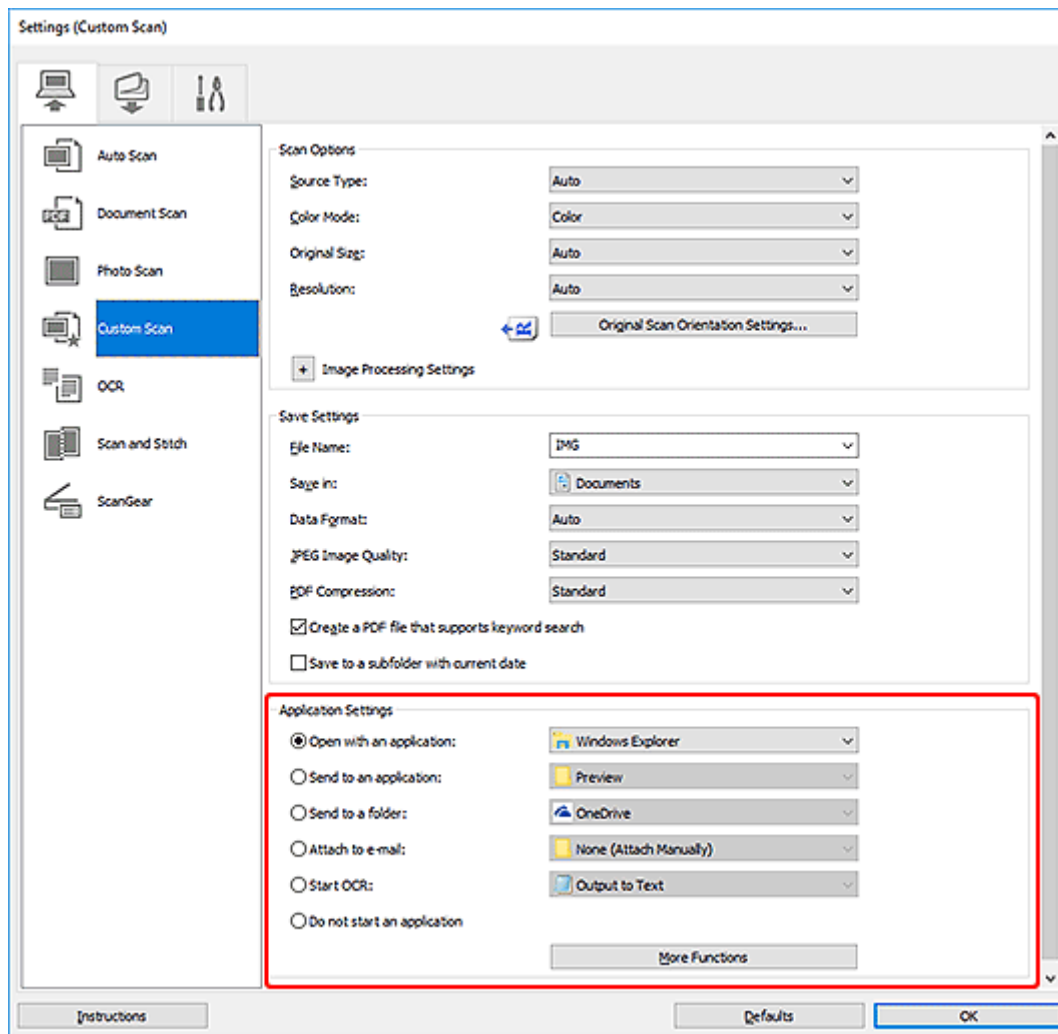 Settings (Custom Scan)
Auto Scan
Document Scan
Photo Scan
Custom Scan
OCR
Scan and Stitch
ScanGear
Scan Options
Source Type: Auto
Color Mode: Color
Original Size: Auto
Resolution: Auto
Original Scan Orientation Settings...
+ Image Processing Settings
Save Settings
File Name: IMG
Save in: Documents
Data Format: Auto
JPEG Image Quality: Standard
PDF Compression: Standard
Create a PDF file that supports keyword search
Save to a subfolder with current date
Application Settings
Open with an application: Windows Explorer
Send to an application: Preview
Send to a folder: OneDrive
Attach to e-mail: None (Attach Manually)
Start OCR: Output to Text
Do not start an application
More Functions
Instructions Defaults OK